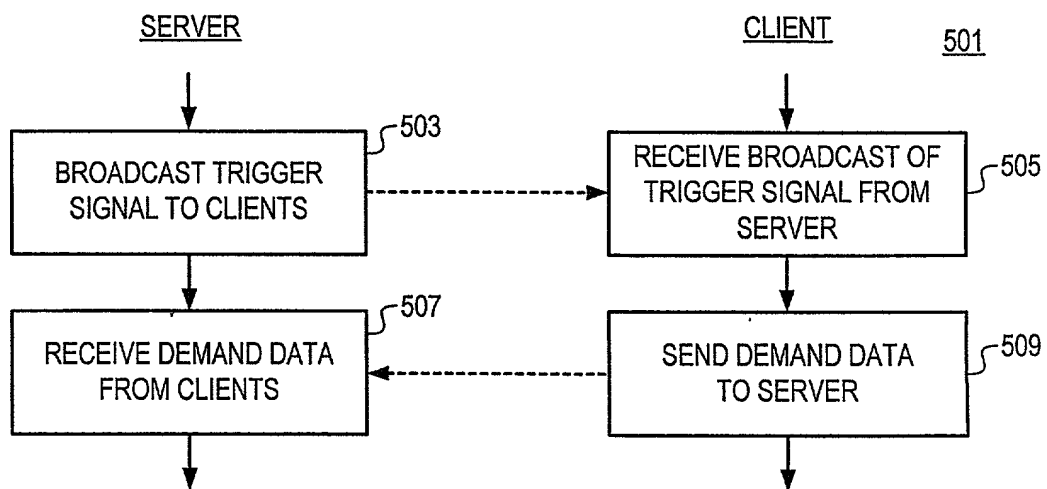 SERVER
CLIENT
501
503
BROADCAST TRIGGER
SIGNAL TO CLIENTS
RECEIVE BROADCAST OF
TRIGGER SIGNAL FROM
SERVER
505
507
RECEIVE DEMAND DATA
FROM CLIENTS
SEND DEMAND DATA
TO SERVER
509